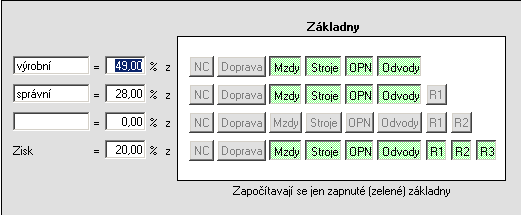 Základny
výrobní = 49,00 % z NC Doprava Mzdy Stroje OPN Odvody
správní = 28,00 % z NC Doprava Mzdy Stroje OPN Odvody R1
= 0,00 % z NC Doprava Mzdy Stroje OPN Odvody R1 R2
Zisk = 20,00 % z NC Doprava Mzdy Stroje OPN Odvody R1 R2 R3
Započítavají se jen zapnuté (zelené) základny